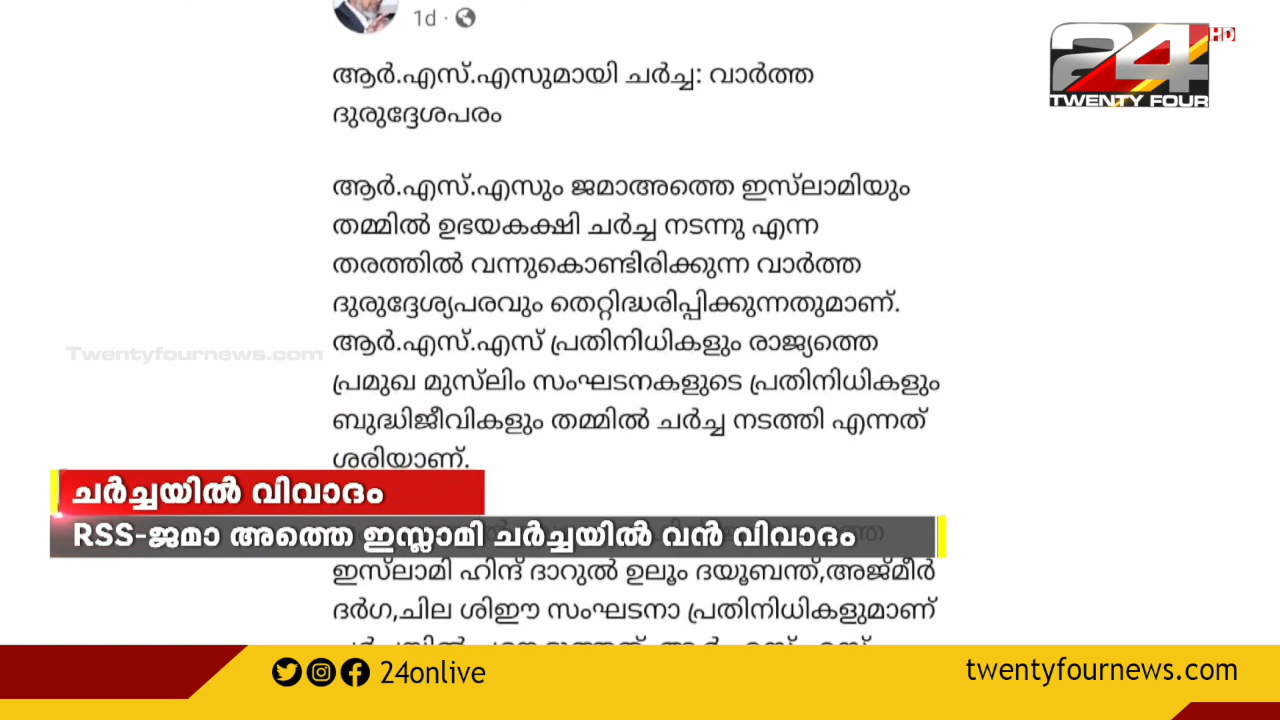 1d ·
HD
24
TWENTY FOUR
ആർ.എസ്.എസുമായി ചർച്ച: വാർത്ത
ദുരുദ്ദേശപരം
ആർ.എസ്.എസും ജമാഅത്തെ ഇസ്‌ലാമിയും
തമ്മിൽ ഉഭയകക്ഷി ചർച്ച നടന്നു എന്ന
തരത്തിൽ വന്നുകൊണ്ടിരിക്കുന്ന വാർത്ത
ദുരുദ്ദേശ്യപരവും തെറ്റിദ്ധരിപ്പിക്കുന്നതുമാണ്.
ആർ.എസ്.എസ് പ്രതിനിധികളും രാജ്യത്തെ
Twentyfournews.com
പ്രമുഖ മുസ്‌ലിം സംഘടനകളുടെ പ്രതിനിധികളും
ബുദ്ധിജീവികളും തമ്മിൽ ചർച്ച നടത്തി എന്നത്
ശരിയാണ്.
ചർച്ചയിൽ വിവാദം
RSS-ജമാ അത്തെ ഇസ്ലാമി ചർച്ചയിൽ വൻ വിവാദം
ഇസ്‌ലാമി ഹിന്ദ് ദാറുൽ ഉലൂം ദയൂബന്ത്,അജ്മീർ
ദർഗ,ചില ശിഈ സംഘടനാ പ്രതിനിധികളുമാണ്
24onlive
twentyfournews.com